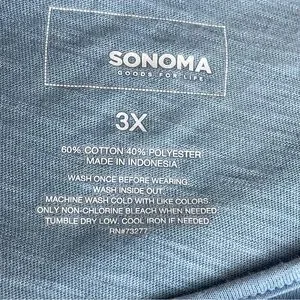 SONOMA
GOODS FOR LIFE
3X
60% COTTON 40% POLYESTER
MADE IN INDONESIA
WASH ONCE BEFORE WEARING.
WASH INSIDE OUT.
MACHINE WASH COLD WITH LIKE COLORS.
ONLY NON-CHLORINE BLEACH WHEN NEEDED.
TUMBLE DRY LOW. COOL IRON IF NEEDED.
RN#73277